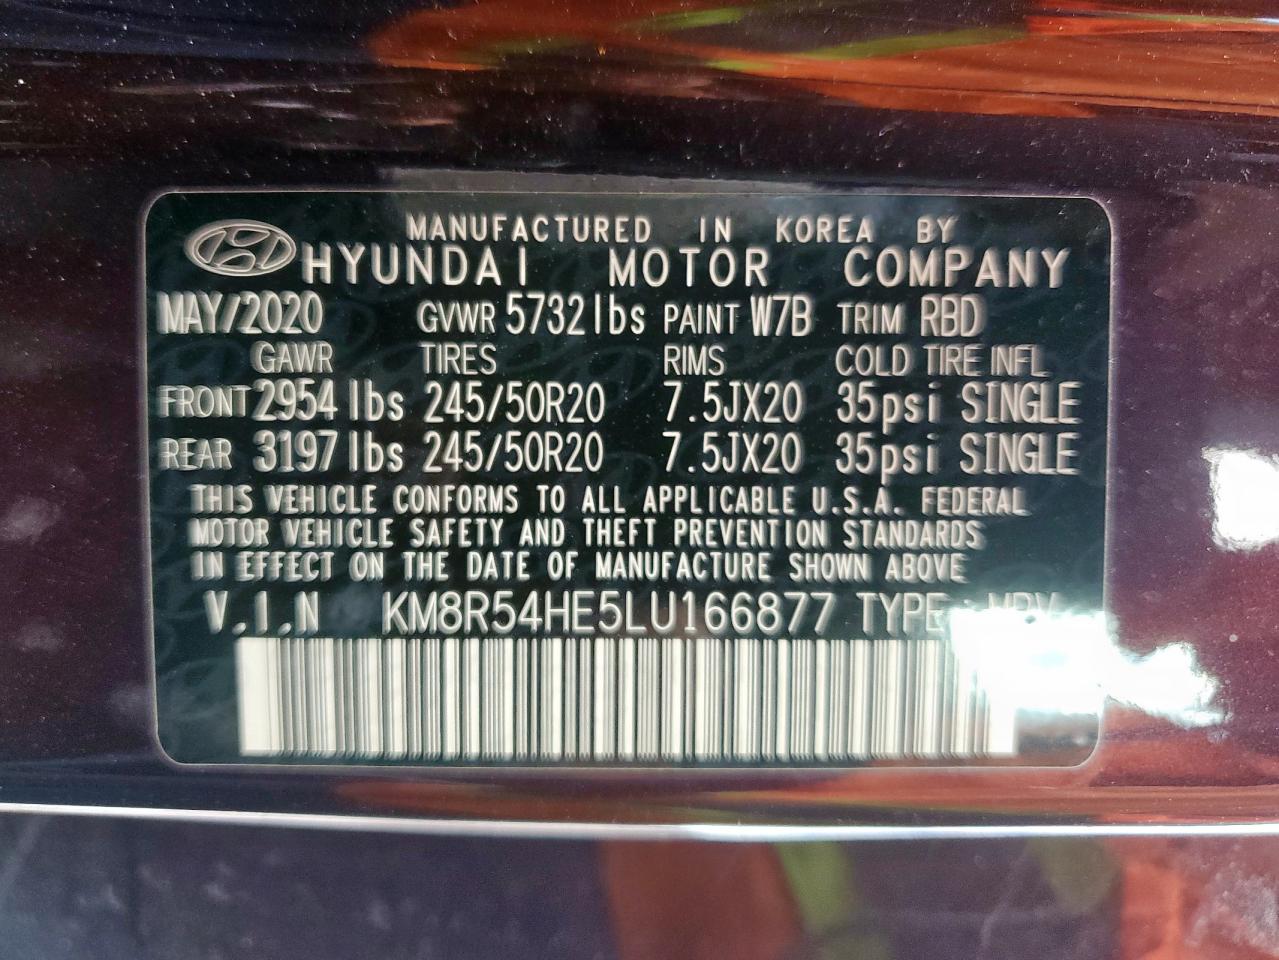 MANUFACTURED IN KOREA BY
HYUNDAI MOTOR COMPANY
MAY/2020 GVWR 5732 lbs PAINT W7B TRIM RBD
GAWR TIRES RIMS COLD TIRE INFL
FRONT 2954 lbs 245/50R20 7.5JX20 35psi SINGLE
REAR 3197 lbs 245/50R20 7.5JX20 35psi SINGLE
THIS VEHICLE CONFORMS TO ALL APPLICABLE U.S.A. FEDERAL
MOTOR VEHICLE SAFETY AND THEFT PREVENTION STANDARDS
IN EFFECT ON THE DATE OF MANUFACTURE SHOWN ABOVE
V.I.N KM8R54HE5LU166877 TYPE: MPV